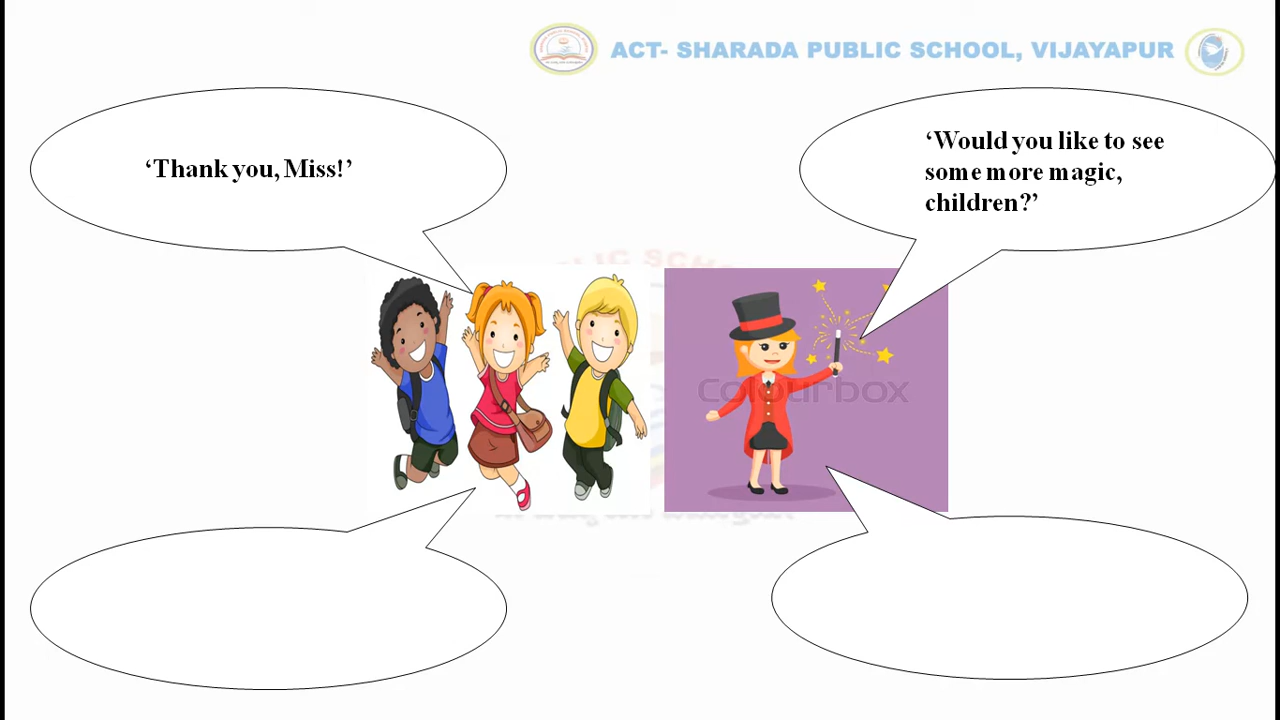 ACT- SHARADA PUBLIC SCHOOL, VIJAYAPUR
‘Thank you, Miss!’
‘Would you like to see
some more magic,
children?’
Colourbox